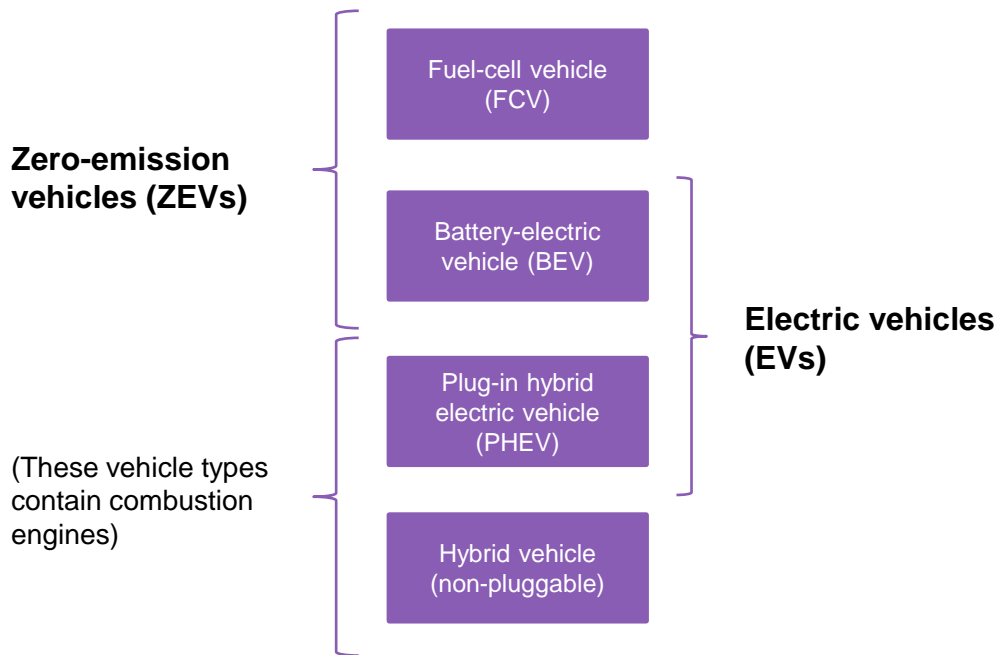 Fuel-cell vehicle
(FCV)
Zero-emission
vehicles (ZEVs)
Battery-electric
vehicle (BEV)
Electric vehicles
(EVs)
Plug-in hybrid
electric vehicle
(PHEV)
(These vehicle types
contain combustion
engines)
Hybrid vehicle
(non-pluggable)